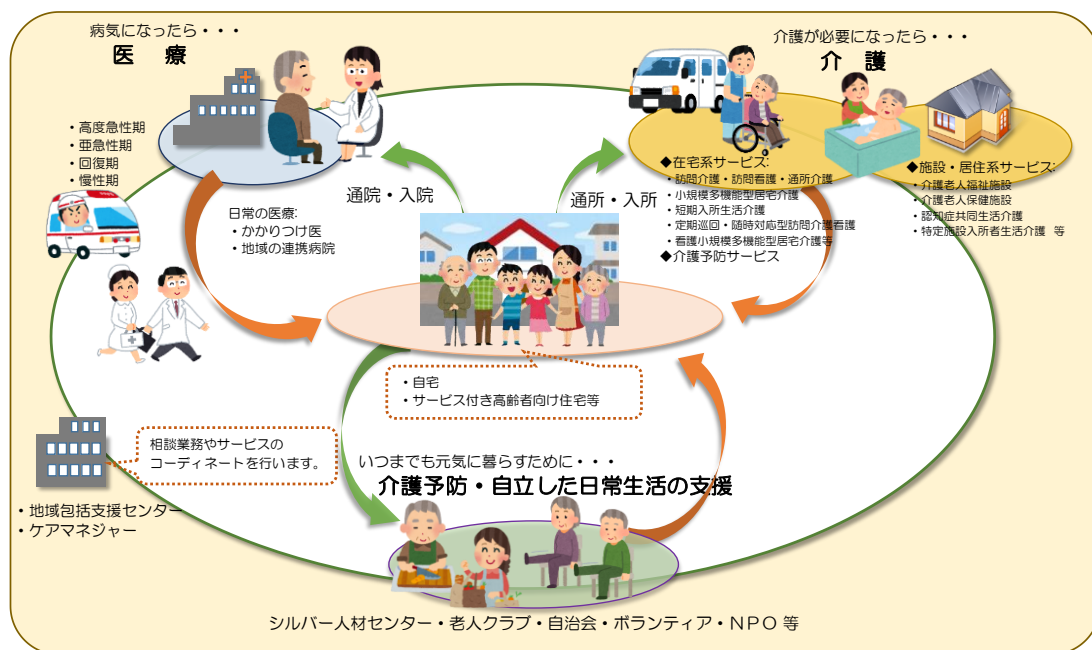 病気になったら・・・
医 療
・高度急性期
・亜急性期
・回復期
・慢性期
日常の医療:
・かかりつけ医
・地域の連携病院
通院・入院
通所・入所
介護が必要になったら・・・
介 護
◆在宅系サービス:
・訪問介護・訪問看護・通所介護
・小規模多機能型居宅介護
・短期入所生活介護
・定期巡回・随時対応型訪問介護看護
・看護小規模多機能型居宅介護等
◆介護予防サービス
◆施設・居住系サービス:
・介護老人福祉施設
・介護老人保健施設
・認知症共同生活介護
・特定施設入所者生活介護 等
・自宅
・サービス付き高齢者向け住宅等
相談業務やサービスの
コーディネートを行います。
・地域包括支援センター
・ケアマネジャー
いつまでも元気に暮らすために・・・
介護予防・自立した日常生活の支援
シルバー人材センター・老人クラブ・自治会・ボランティア・NPO 等